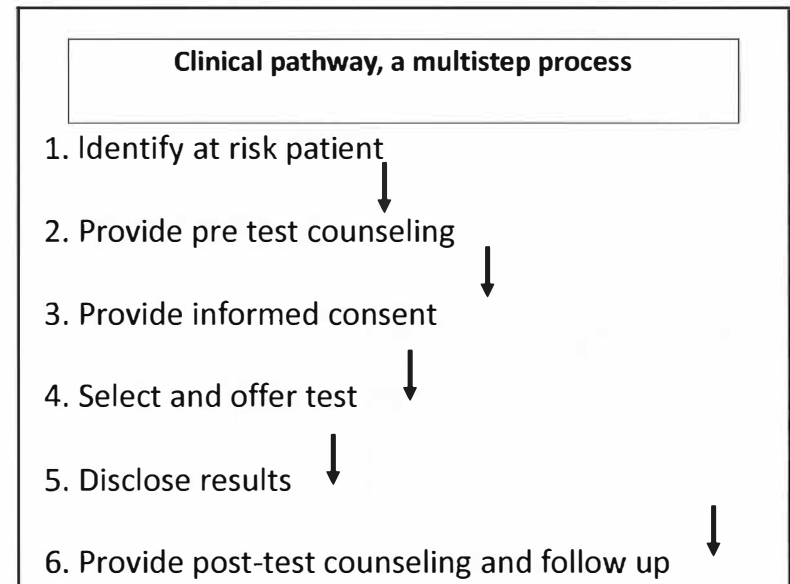 Clinical pathway, a multistep process
1. Identify at risk patient
2. Provide pre test counseling
3. Provide informed consent
4. Select and offer test
5. Disclose results
6. Provide post-test counseling and follow up